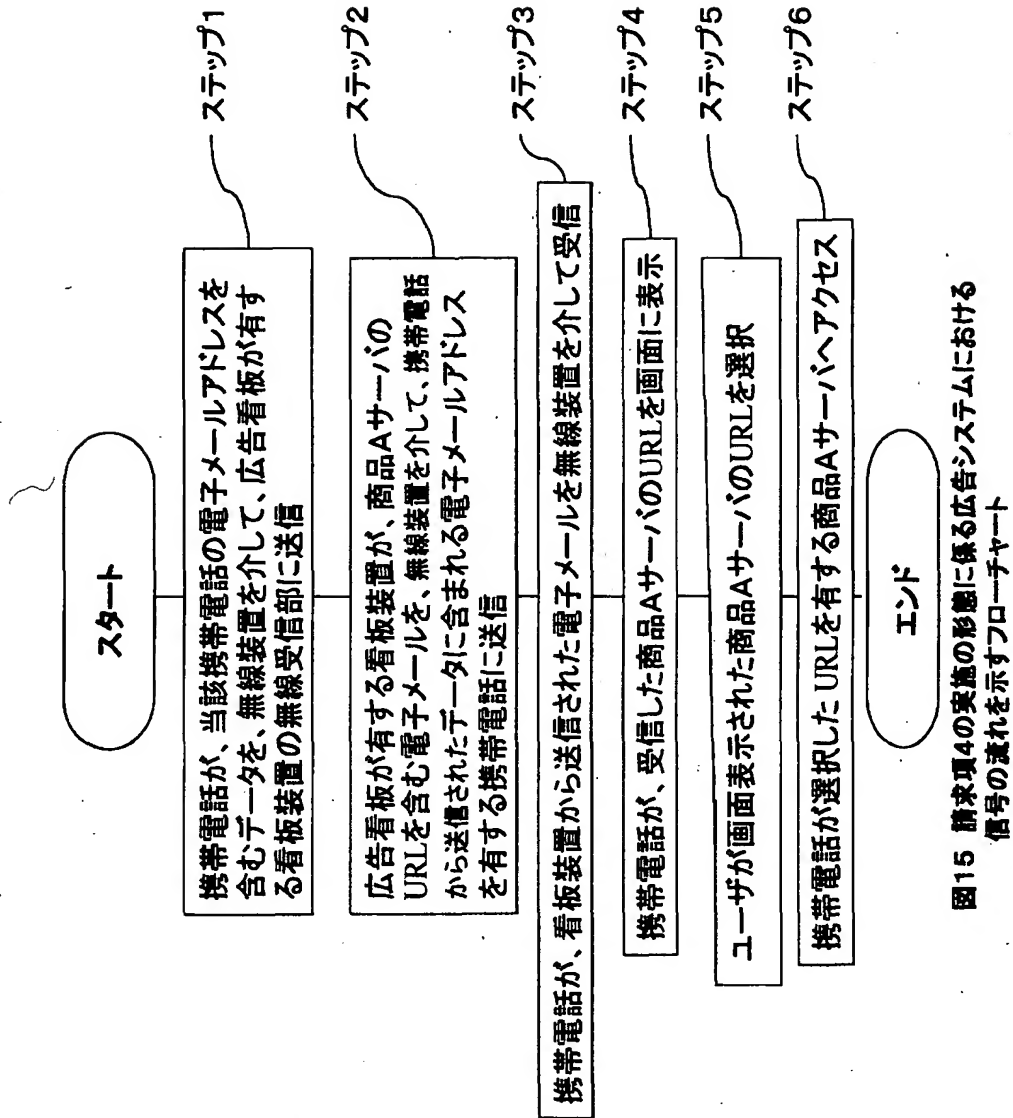 スタート
携帯電話が、当該携帯電話の電子メールアドレスを
含むデータを、無線装置を介して、広告看板が有す
る看板装置の無線受信部に送信
ステップ1
広告看板が有する看板装置が、商品Aサーバの
URLを含む電子メールを、無線装置を介して、携帯電話
から送信されたデータに含まれる電子メールアドレス
を有する携帯電話に送信
ステップ2
携帯電話が、看板装置から送信された電子メールを無線装置を介して受信
ステップ3
携帯電話が、受信した商品AサーバのURLを画面に表示
ステップ4
ユーザが画面表示された商品AサーバのURLを選択
ステップ5
携帯電話が選択したURLを有する商品Aサーバへアクセス
ステップ6
エンド
図15 請求項4の実施の形態に係る広告システムにおける
信号の流れを示すフローチャート